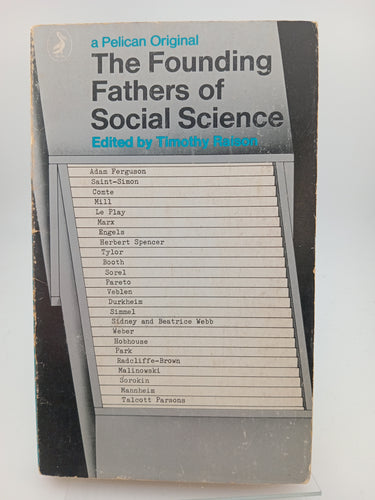 a Pelican Original
The Founding
Fathers of
Social Science
Edited by Timothy Raison
Adam Ferguson
Saint-Simon
Comte
Mill
Le Play
Marx
Engels
Herbert Spencer
Tylor
Booth
Sorel
Pareto
Veblen
Durkheim
Simmel
Sidney and Beatrice Webb
Weber
Hobhouse
Park
Radcliffe-Brown
Malinowski
Sorokin
Mannheim
Talcott Parsons